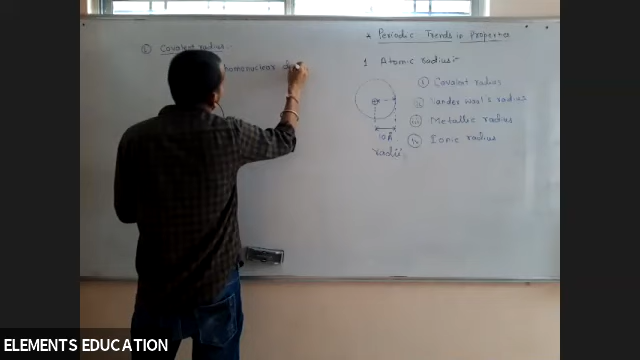 (i) Covalent radius :-
homonuclear
* Periodic Trends in Properties
1 Atomic radius :-
(i) Covalent radius
(ii) Vander waal's radius
(iii) Metallic radius
(iv) Ionic radius
radii
ELEMENTS EDUCATION